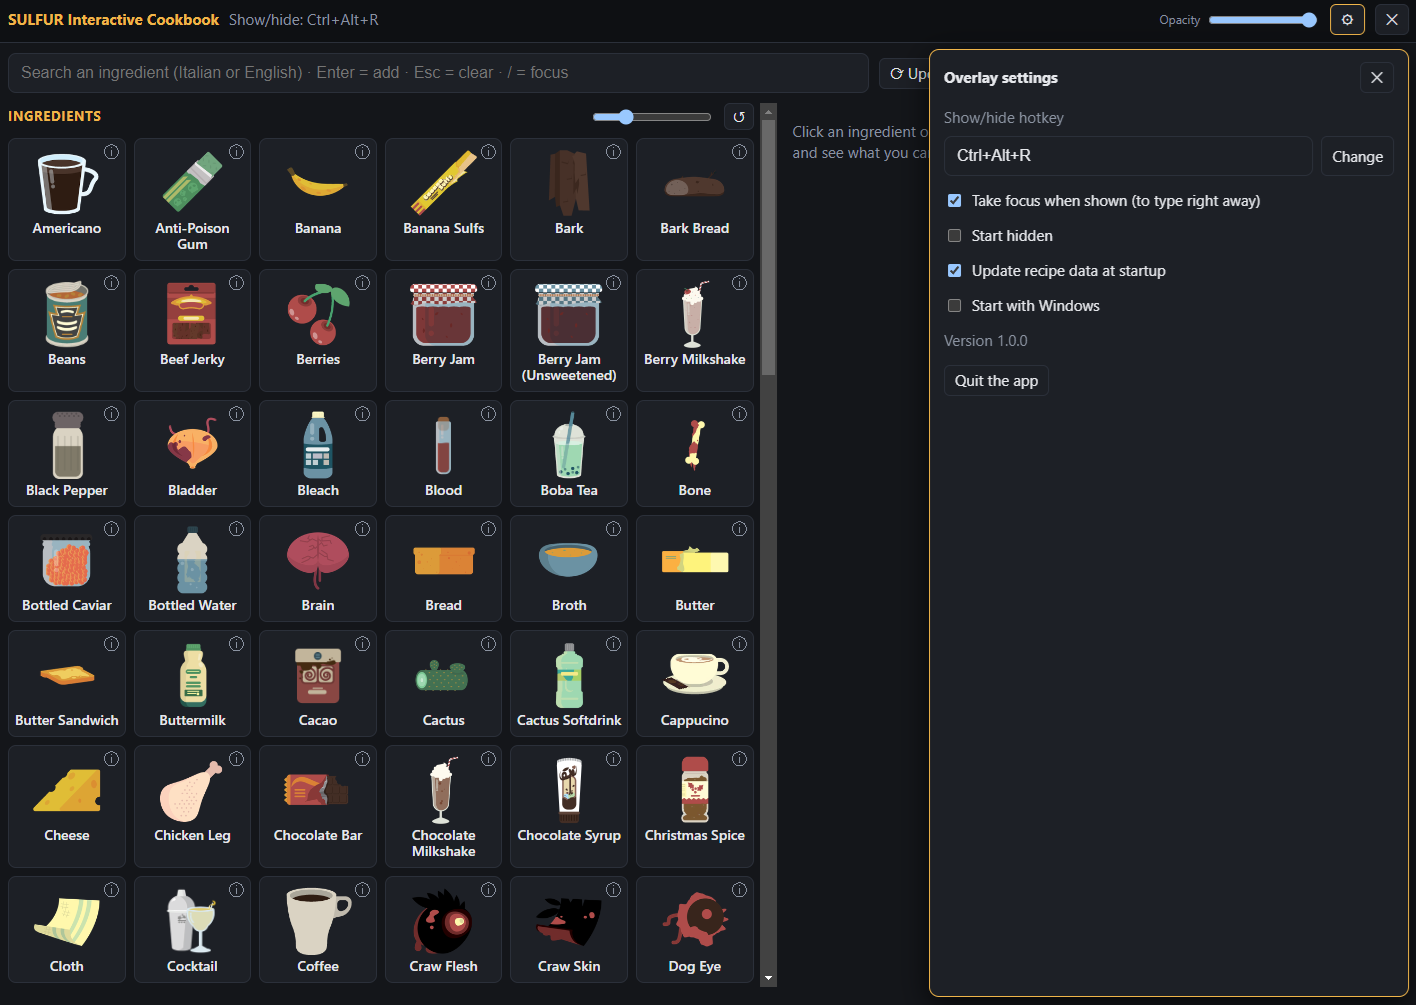 SULFUR Interactive Cookbook Show/hide: Ctrl+Alt+R
Opacity
Search an ingredient (Italian or English) · Enter = add · Esc = clear · / = focus
INGREDIENTS
Click an ingredient
and see what you
Americano
Anti-Poison
Gum
Banana
Banana Sulfs
Bark
Bark Bread
Beans
Beef Jerky
Berries
Berry Jam
Berry Jam
(Unsweetened)
Berry Milkshake
Black Pepper
Bladder
Bleach
Blood
Boba Tea
Bone
Bottled Caviar
Bottled Water
Brain
Bread
Broth
Butter
Butter Sandwich
Buttermilk
Cacao
Cactus
Cactus Softdrink
Cappucino
Cheese
Chicken Leg
Chocolate Bar
Chocolate
Milkshake
Chocolate Syrup
Christmas Spice
Cloth
Cocktail
Coffee
Craw Flesh
Craw Skin
Dog Eye
Overlay settings
Show/hide hotkey
Ctrl+Alt+R
Change
Take focus when shown (to type right away)
Start hidden
Update recipe data at startup
Start with Windows
Version 1.0.0
Quit the app